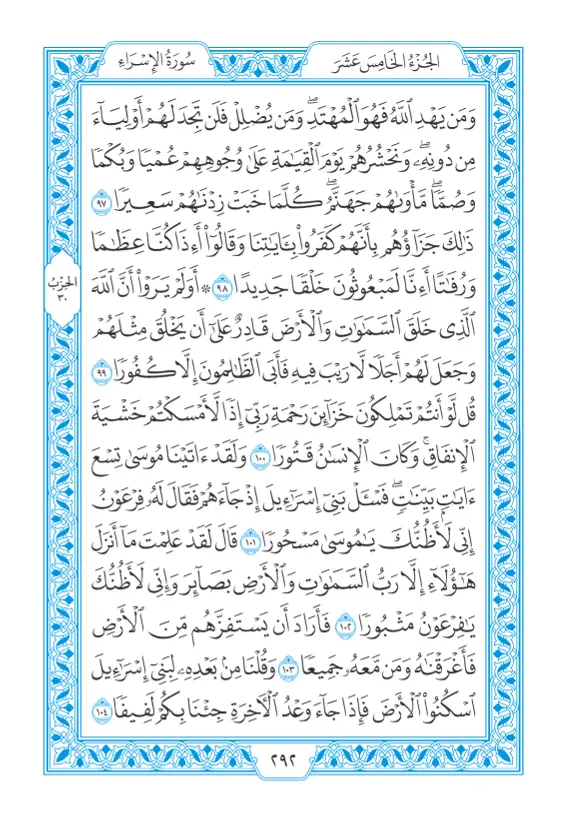 سُورَةُ الإِسْرَاءِ
الجُزْءُ الخَامِسَ عَشَرَ
وَمَن يَهْدِ ٱللَّهُ فَهُوَ ٱلْمُهْتَدِۖ وَمَن يُضْلِلْ فَلَن تَجِدَ لَهُمْ أَوْلِيَآءَ
مِن دُونِهِۦۖ وَنَحْشُرُهُمْ يَوْمَ ٱلْقِيَٰمَةِ عَلَىٰ وُجُوهِهِمْ عُمْيًا وَبُكْمًا
وَصُمًّاۖ مَّأْوَىٰهُمْ جَهَنَّمُۖ كُلَّمَا خَبَتْ زِدْنَٰهُمْ سَعِيرًا ٩٧
ذَٰلِكَ جَزَآؤُهُم بِأَنَّهُمْ كَفَرُوا۟ بِـَٔايَٰتِنَا وَقَالُوٓا۟ أَءِذَا كُنَّا عِظَٰمًا
وَرُفَٰتًا أَءِنَّا لَمَبْعُوثُونَ خَلْقًا جَدِيدًا ٩٨ ۞ أَوَلَمْ يَرَوْا۟ أَنَّ ٱللَّهَ
ٱلَّذِى خَلَقَ ٱلسَّمَٰوَٰتِ وَٱلْأَرْضَ قَادِرٌ عَلَىٰٓ أَن يَخْلُقَ مِثْلَهُمْ
وَجَعَلَ لَهُمْ أَجَلًا لَّا رَيْبَ فِيهِ فَأَبَى ٱلظَّٰلِمُونَ إِلَّا كُفُورًا ٩٩
قُل لَّوْ أَنتُمْ تَمْلِكُونَ خَزَآئِنَ رَحْمَةِ رَبِّىٓ إِذًا لَّأَمْسَكْتُمْ خَشْيَةَ
ٱلْإِنفَاقِۚ وَكَانَ ٱلْإِنسَٰنُ قَتُورًا ١٠٠ وَلَقَدْ ءَاتَيْنَا مُوسَىٰ تِسْعَ
ءَايَٰتٍۭ بَيِّنَٰتٍۖ فَسْـَٔلْ بَنِىٓ إِسْرَٰٓءِيلَ إِذْ جَآءَهُمْ فَقَالَ لَهُۥ فِرْعَوْنُ
إِنِّى لَأَظُنُّكَ يَٰمُوسَىٰ مَسْحُورًا ١٠١ قَالَ لَقَدْ عَلِمْتَ مَآ أَنزَلَ
هَٰٓؤُلَآءِ إِلَّا رَبُّ ٱلسَّمَٰوَٰتِ وَٱلْأَرْضِ بَصَآئِرَ وَإِنِّى لَأَظُنُّكَ
يَٰفِرْعَوْنُ مَثْبُورًا ١٠٢ فَأَرَادَ أَن يَسْتَفِزَّهُم مِّنَ ٱلْأَرْضِ
فَأَغْرَقْنَٰهُ وَمَن مَّعَهُۥ جَمِيعًا ١٠٣ وَقُلْنَا مِنۢ بَعْدِهِۦ لِبَنِىٓ إِسْرَٰٓءِيلَ
ٱسْكُنُوا۟ ٱلْأَرْضَ فَإِذَا جَآءَ وَعْدُ ٱلْءَاخِرَةِ جِئْنَا بِكُمْ لَفِيفًا ١٠٤
الحِزْبُ
٣٠
٢٩٢